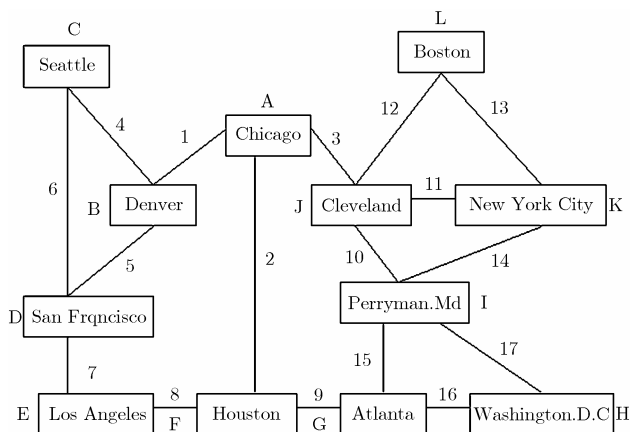 L
C
Boston
Seattle
A
12
13
4
1
Chicago
3
6
11
B
Denver
J
Cleveland
New York City
K
5
2
10
14
D
San Frqncisco
Perryman.Md
I
7
15
17
8
9
16
E
Los Angeles
F
Houston
G
Atlanta
Washington.D.C
H